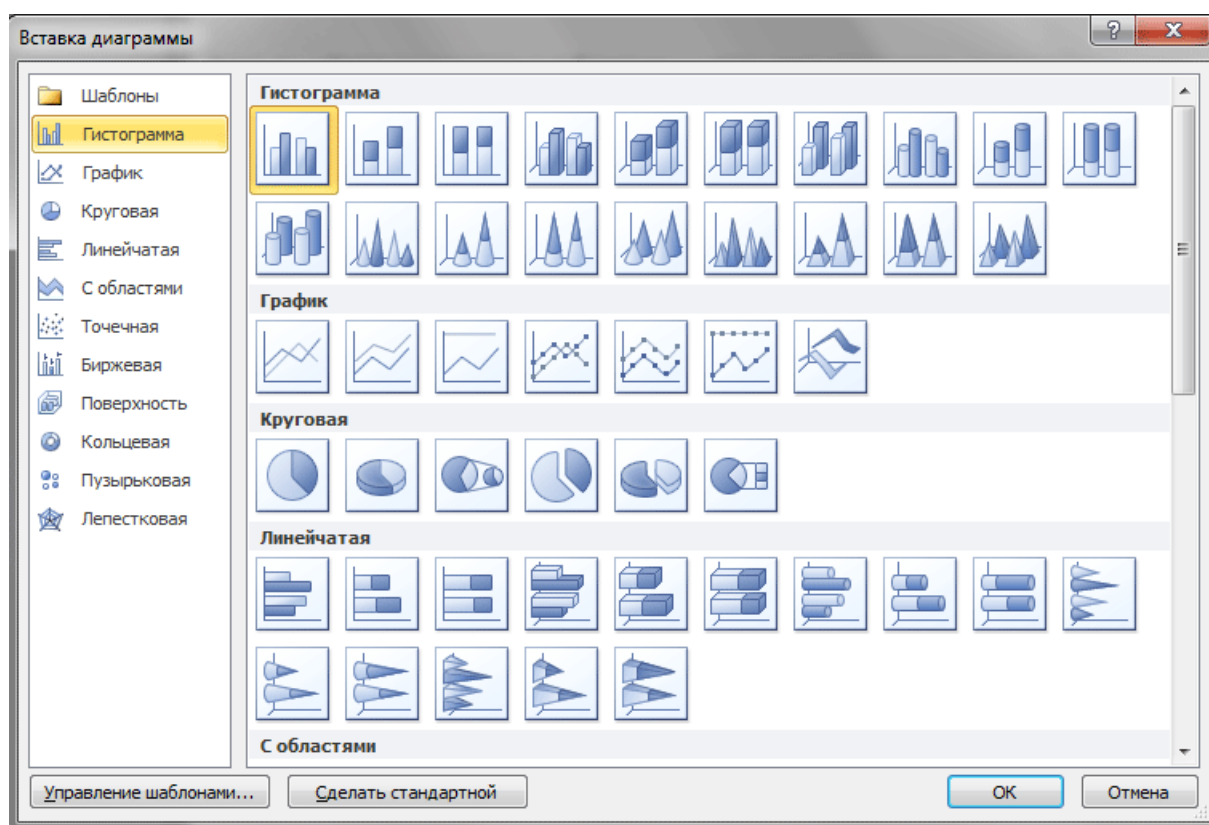 Вставка диаграммы
Шаблоны
Гистограмма
График
Круговая
Линейчатая
С областями
Точечная
Биржевая
Поверхность
Кольцевая
Пузырьковая
Лепестковая
Гистограмма
График
Круговая
Линейчатая
С областями
Управление шаблонами...
Сделать стандартной
ОК
Отмена